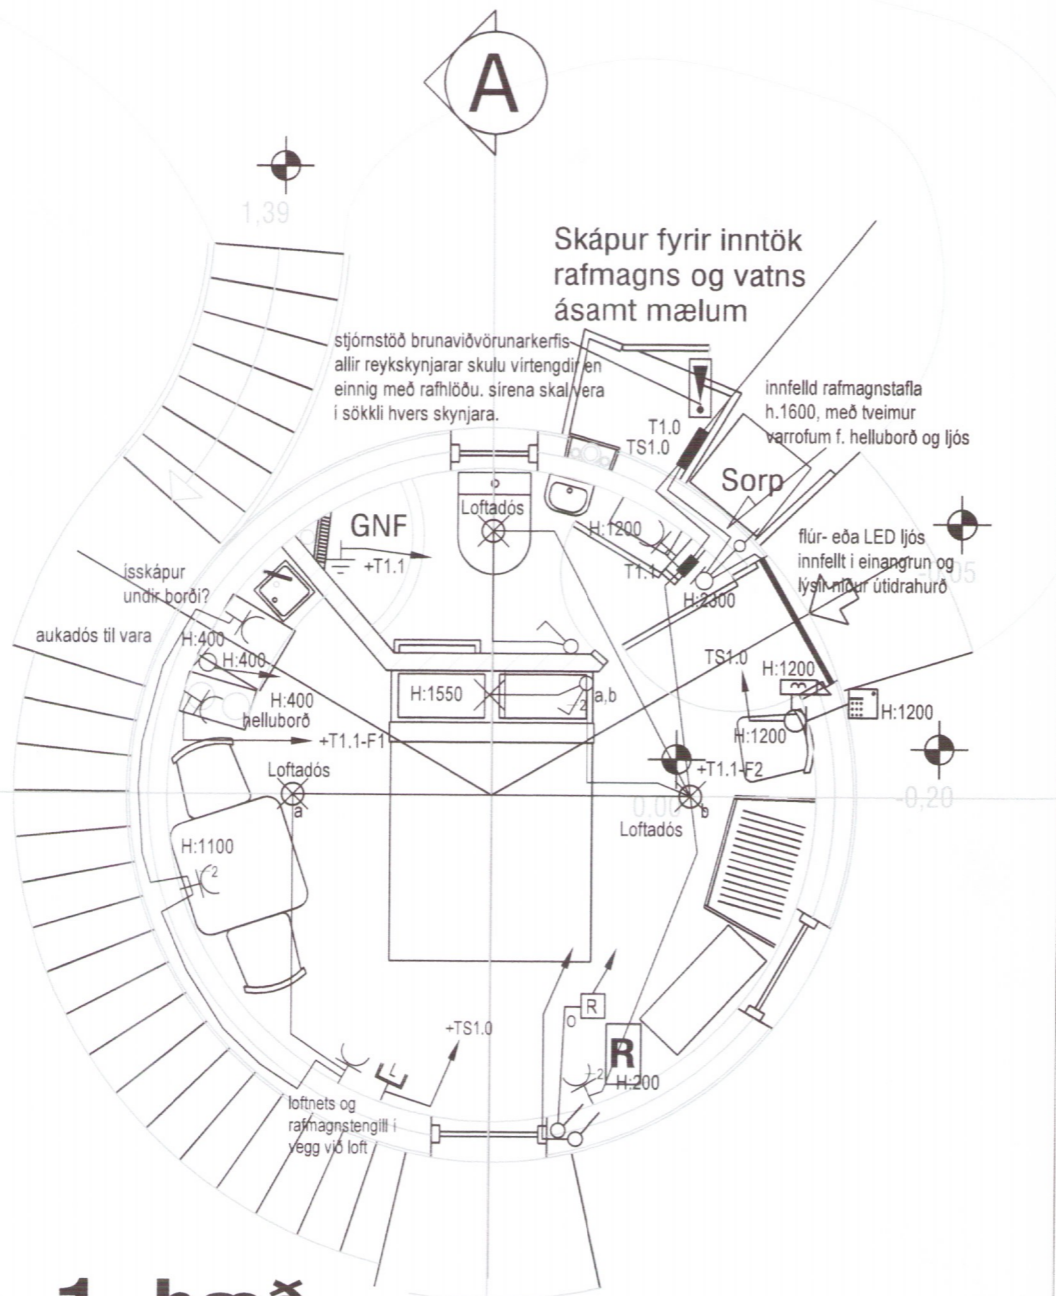 A
1,39
Skápur fyrir inntök
rafmagns og vatns
ásamt mælum
stjórnstöð brunaviðvörunarkerfis
allir reykskynjarar skulu vírtengdir en
einnig með rafhlöðu. sírena skal vera
í sökkli hvers skynjara.
innfelld rafmagnstafla
h.1600, með tveimur
varrofum f. helluborð og ljós
T1.0
TS1.0
Sorp
Loftadós
GNF
+T1.1
H:1200
T1.1
H:2300
flúr- eða LED ljós
innfellt í einangrun og
lýsir niður útidrahurð
-0,05
ísskápur
undir borði?
aukadós til vara
H:400
H:400
H:400
helluborð
+T1.1-F1
H:1550
2
a,b
TS1.0
H:1200
H:1200
H:1200
+T1.1-F2
Loftadós
a
0.00
b
Loftadós
-0,20
H:1100
2
+TS1.0
L
R
O
R
2
H:200
loftnets og
rafmagnstengill í
vegg við loft
1. hæð